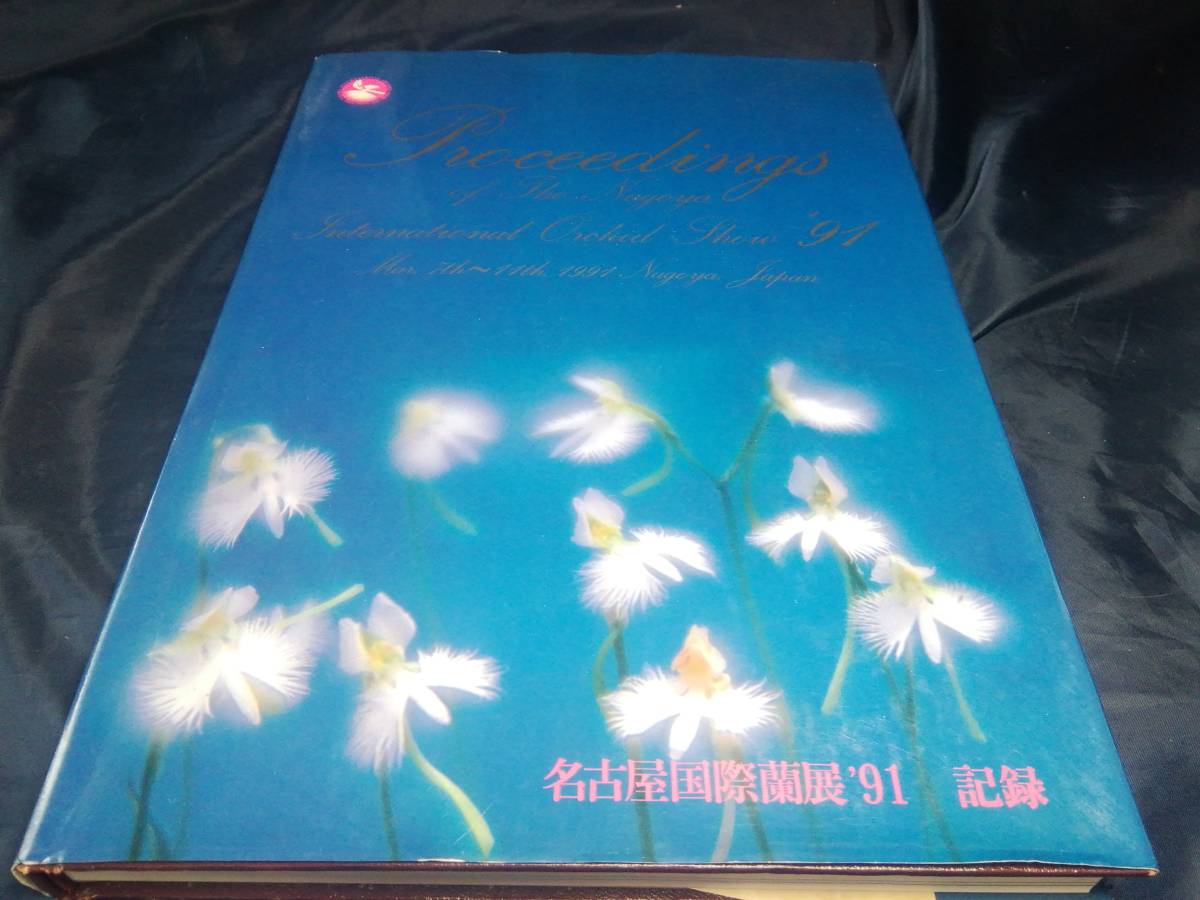 Proceedings
of The Nagoya
International Orchid Show '91
Mar. 7th~11th. 1991 Nagoya, Japan
名古屋国際蘭展'91 記録